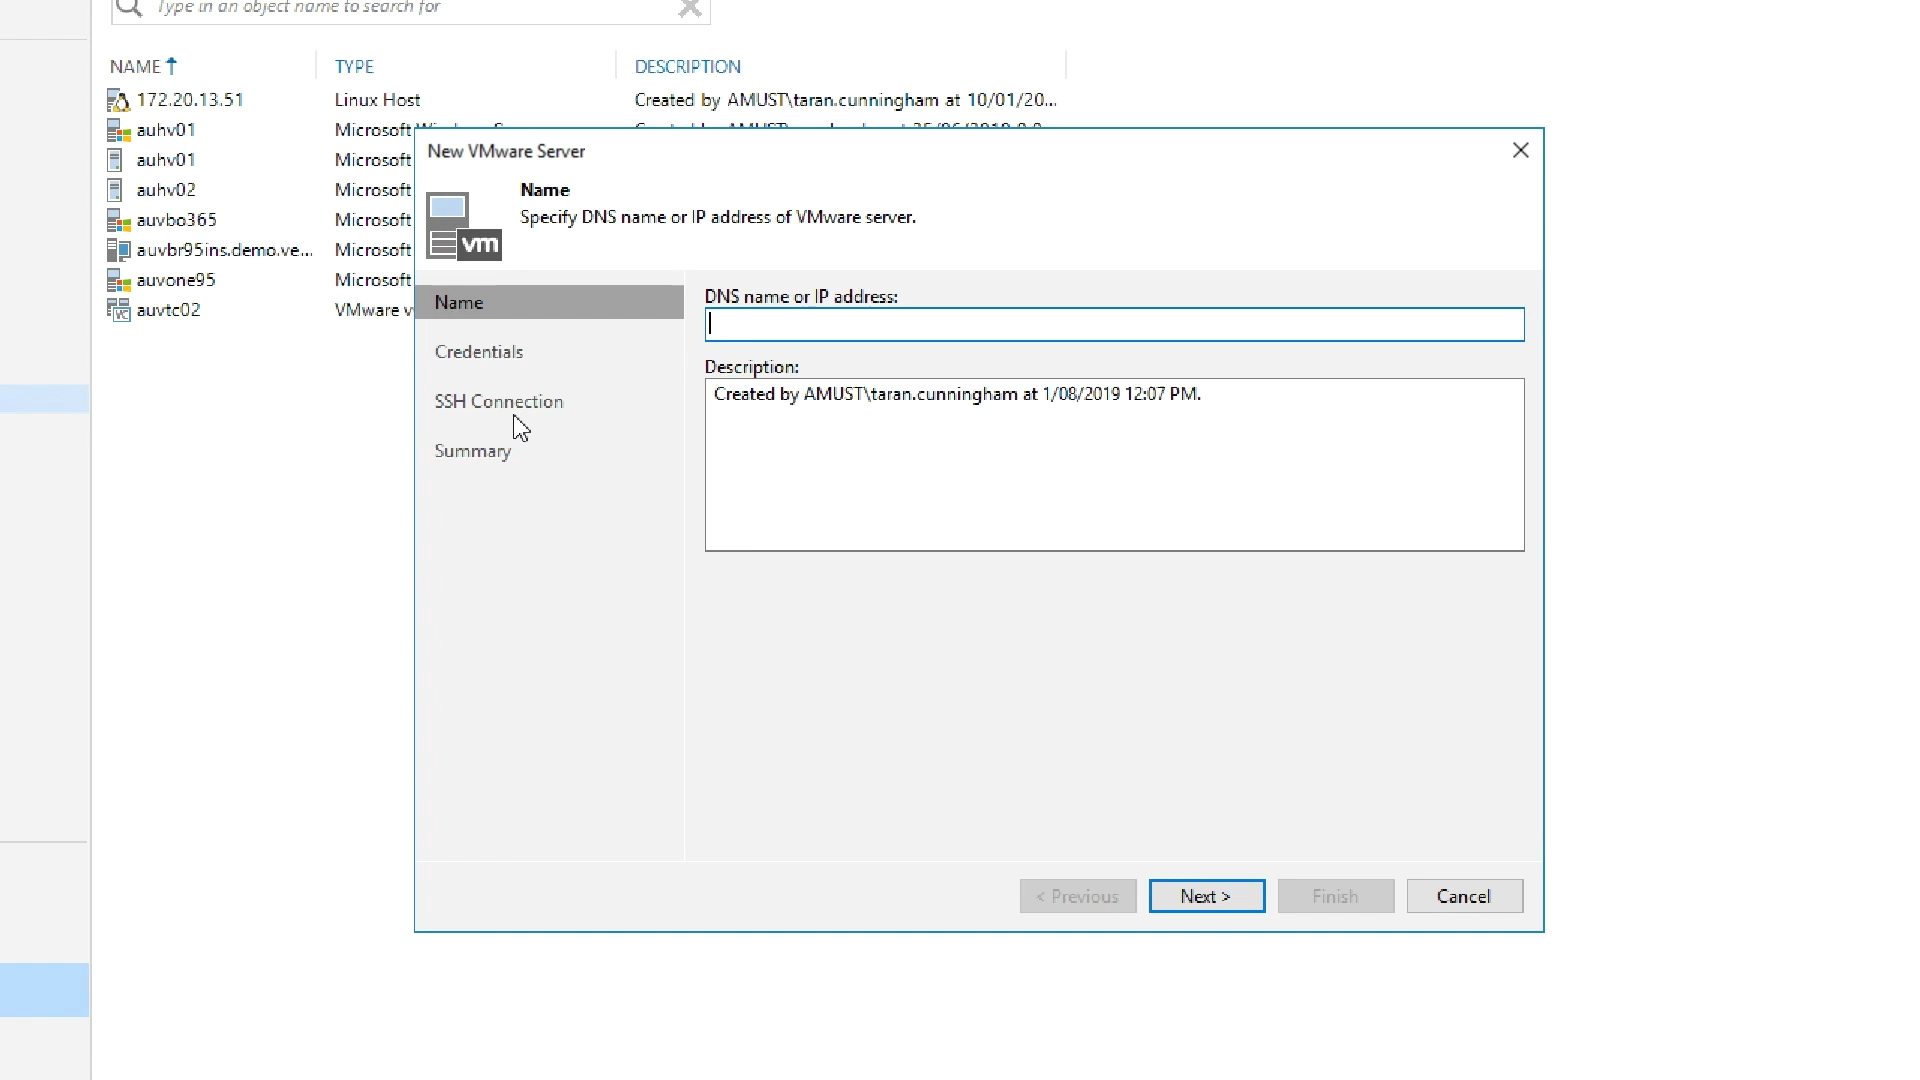 Type in an object name to search for
NAME TYPE DESCRIPTION
172.20.13.51 Linux Host Created by AMUST\taran.cunningham at 10/01/20...
auhv01 Microsoft
auhv01 Microsoft
auhv02 Microsoft
auvbo365 Microsoft
auvbr95ins.demo.ve... Microsoft
auvone95 Microsoft
auvtc02 VMware v
New VMware Server
Name
Specify DNS name or IP address of VMware server.
vm
Name
Credentials
SSH Connection
Summary
DNS name or IP address:
Description:
Created by AMUST\taran.cunningham at 1/08/2019 12:07 PM.
< Previous Next > Finish Cancel